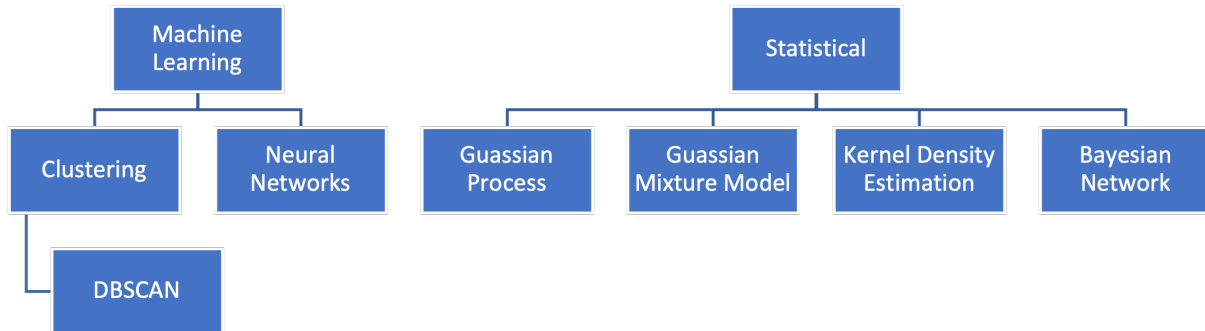 Machine
Learning
Statistical
Clustering
Neural
Networks
Guassian
Process
Guassian
Mixture Model
Kernel Density
Estimation
Bayesian
Network
DBSCAN